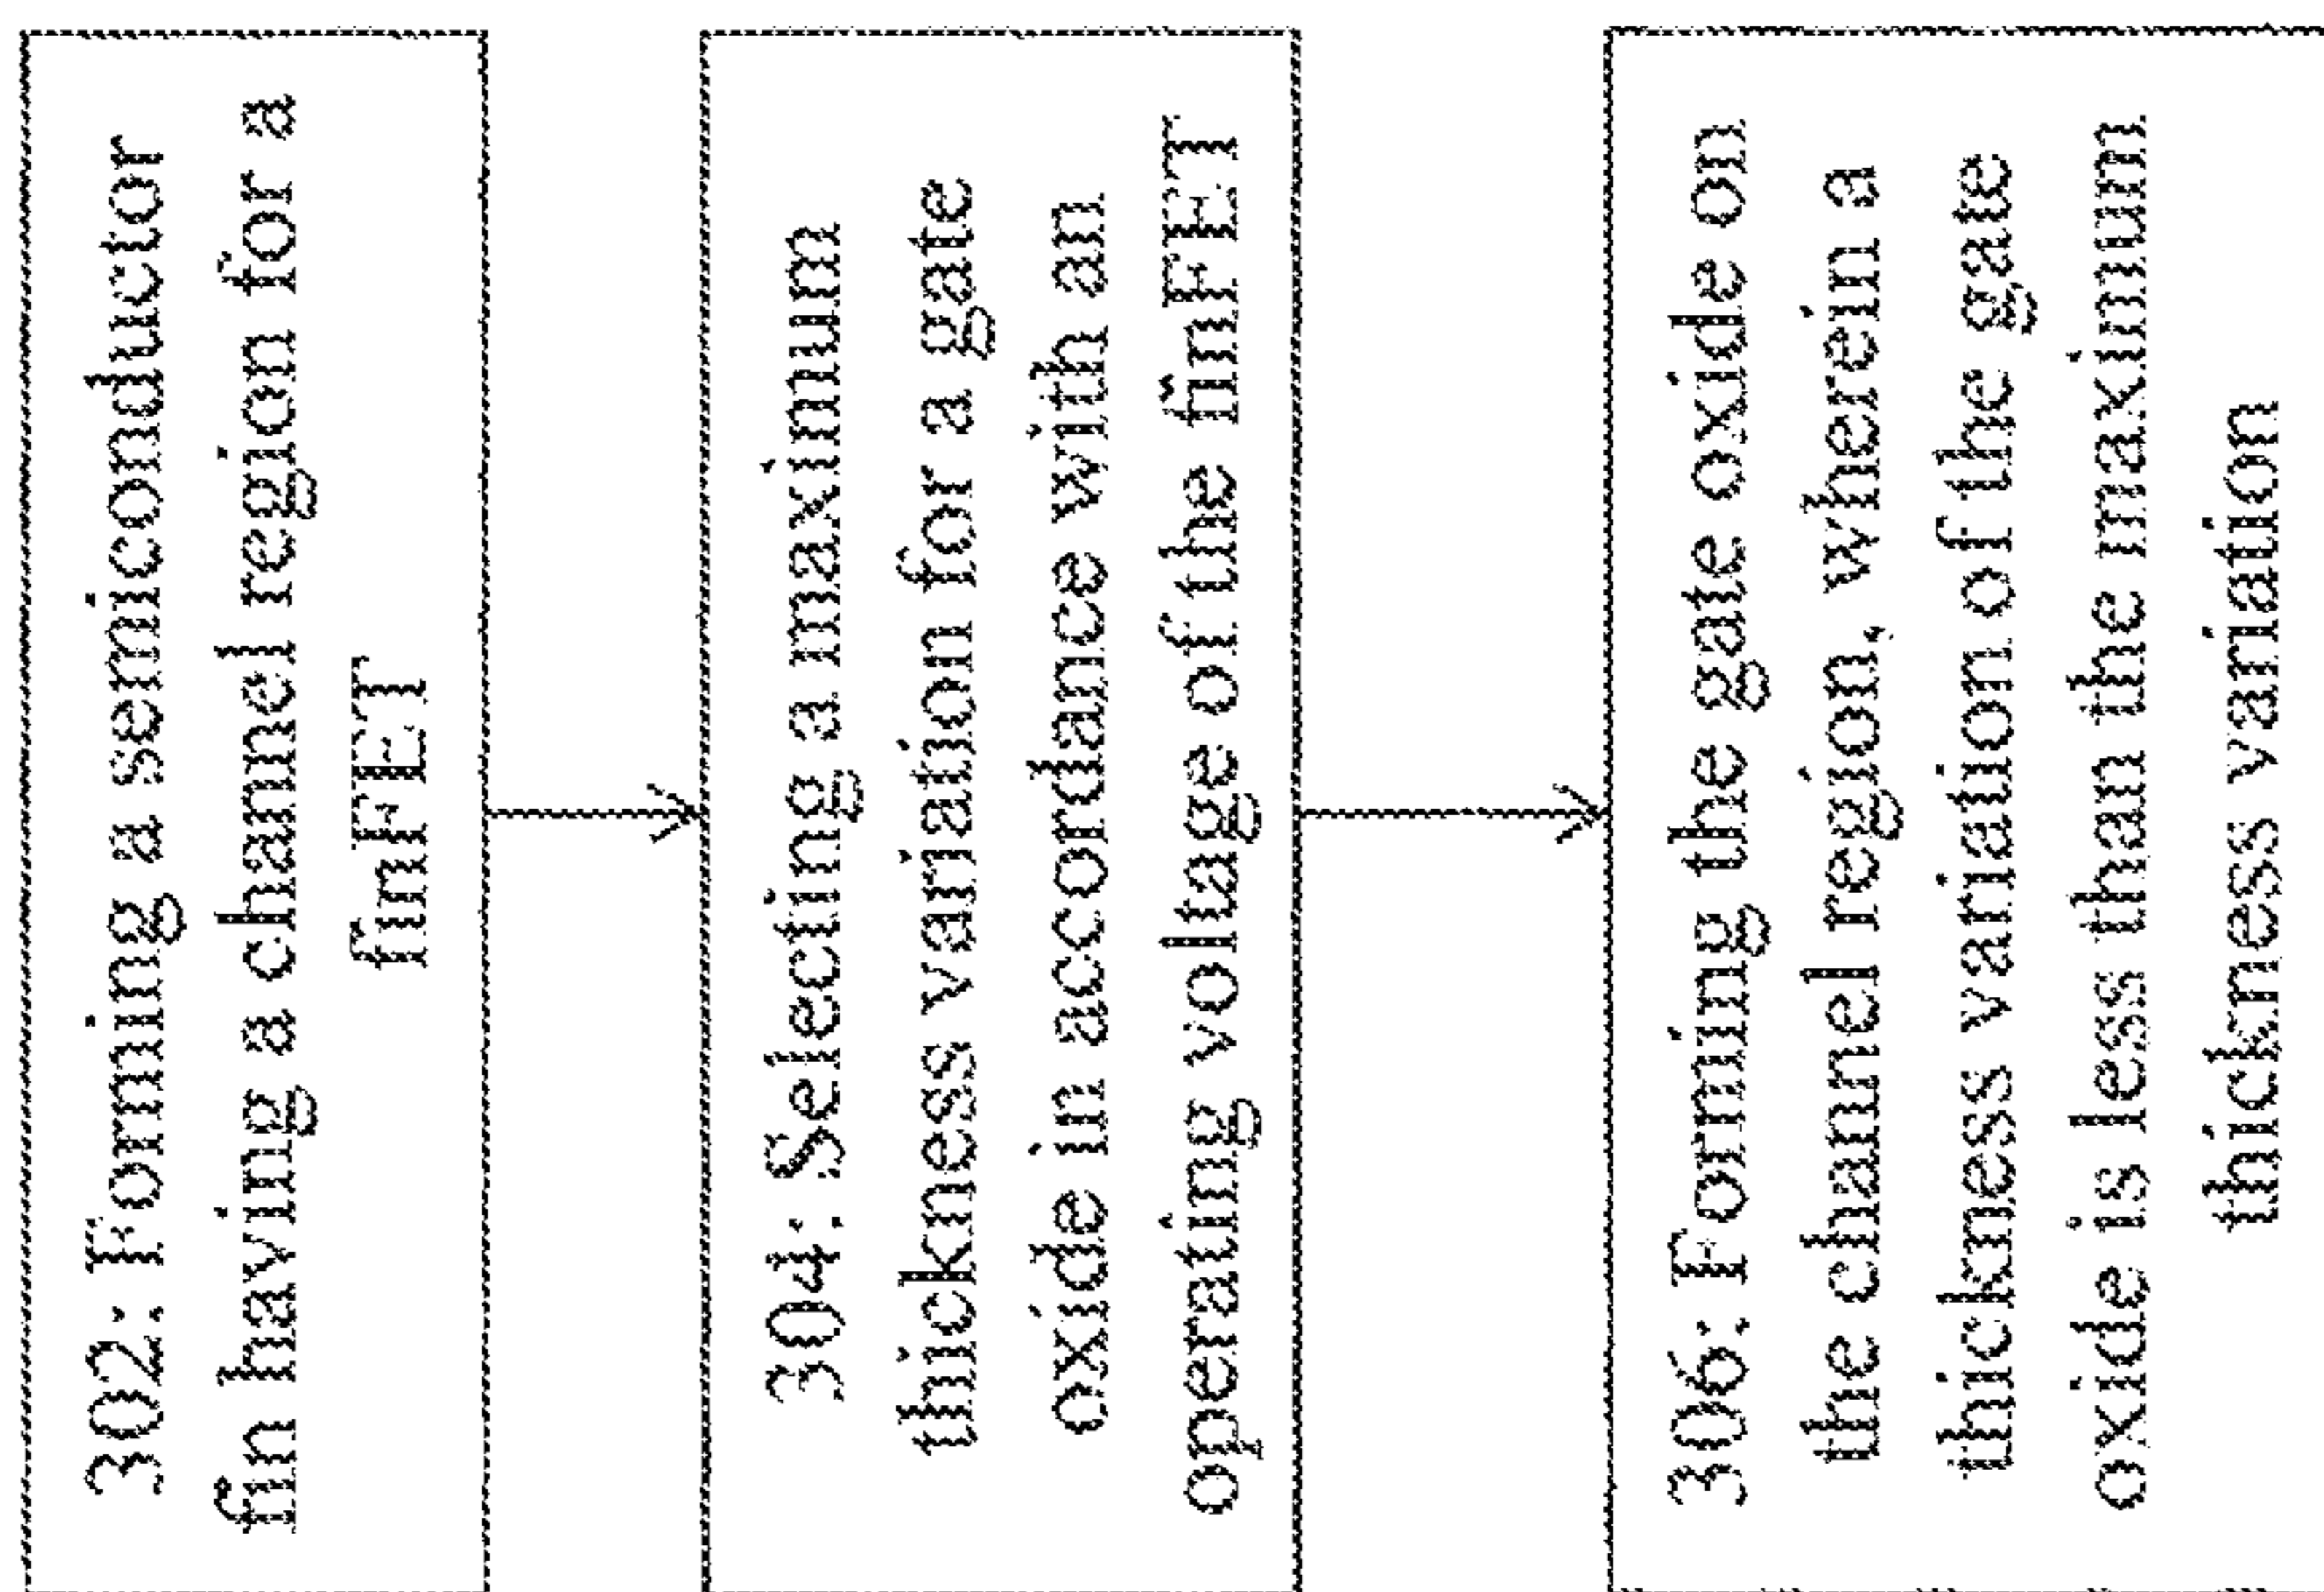 302: Forming a semiconductor
fin having a channel region for a
finFET
304: Selecting a maximum
thickness variation for a gate
oxide in accordance with an
operating voltage of the finFET
306: Forming the gate oxide on
the channel region, wherein a
thickness variation of the gate
oxide is less than the maximum
thickness variation